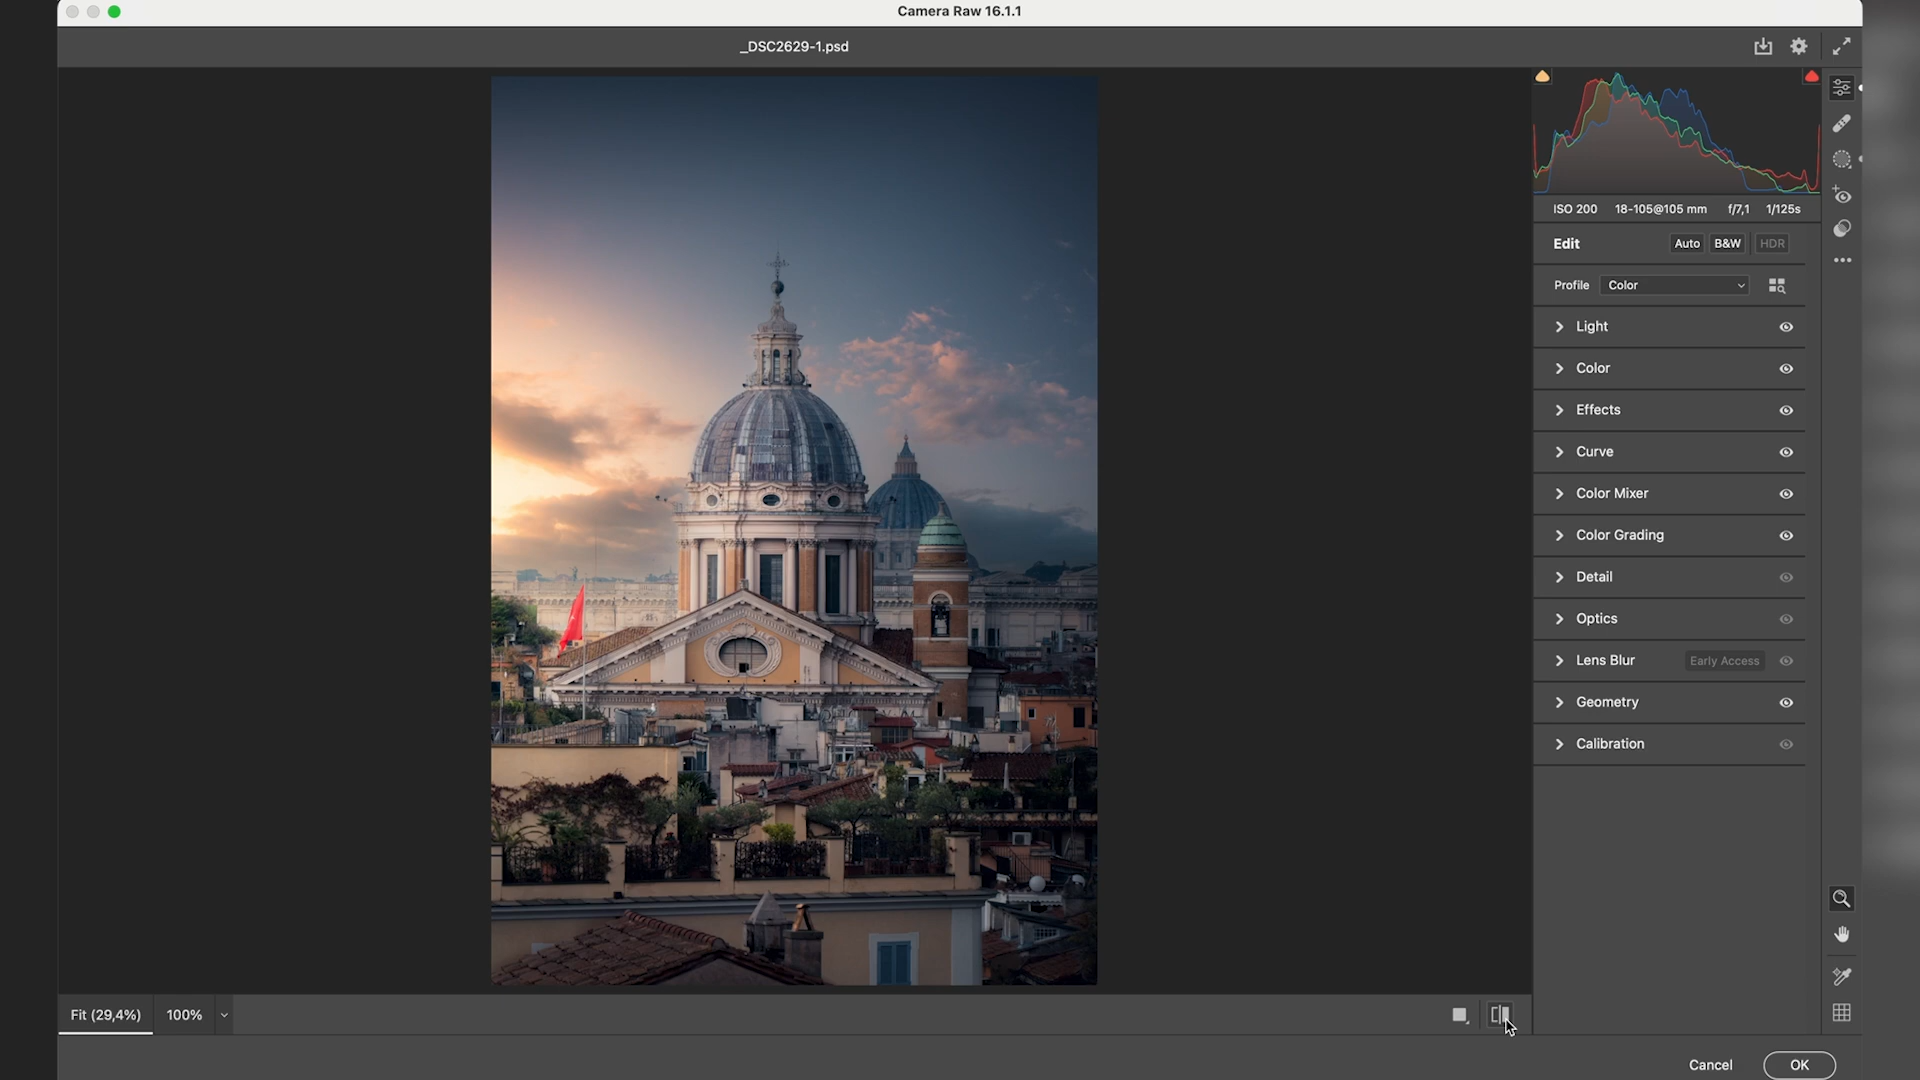 Camera Raw 16.1.1
_DSC2629-1.psd
ISO 200 18-105@105 mm f/7,1 1/125s
Edit Auto B&W HDR
Profile Color
Light
Color
Effects
Curve
Color Mixer
Color Grading
Detail
Optics
Lens Blur Early Access
Geometry
Calibration
Fit (29,4%) 100%
Cancel OK